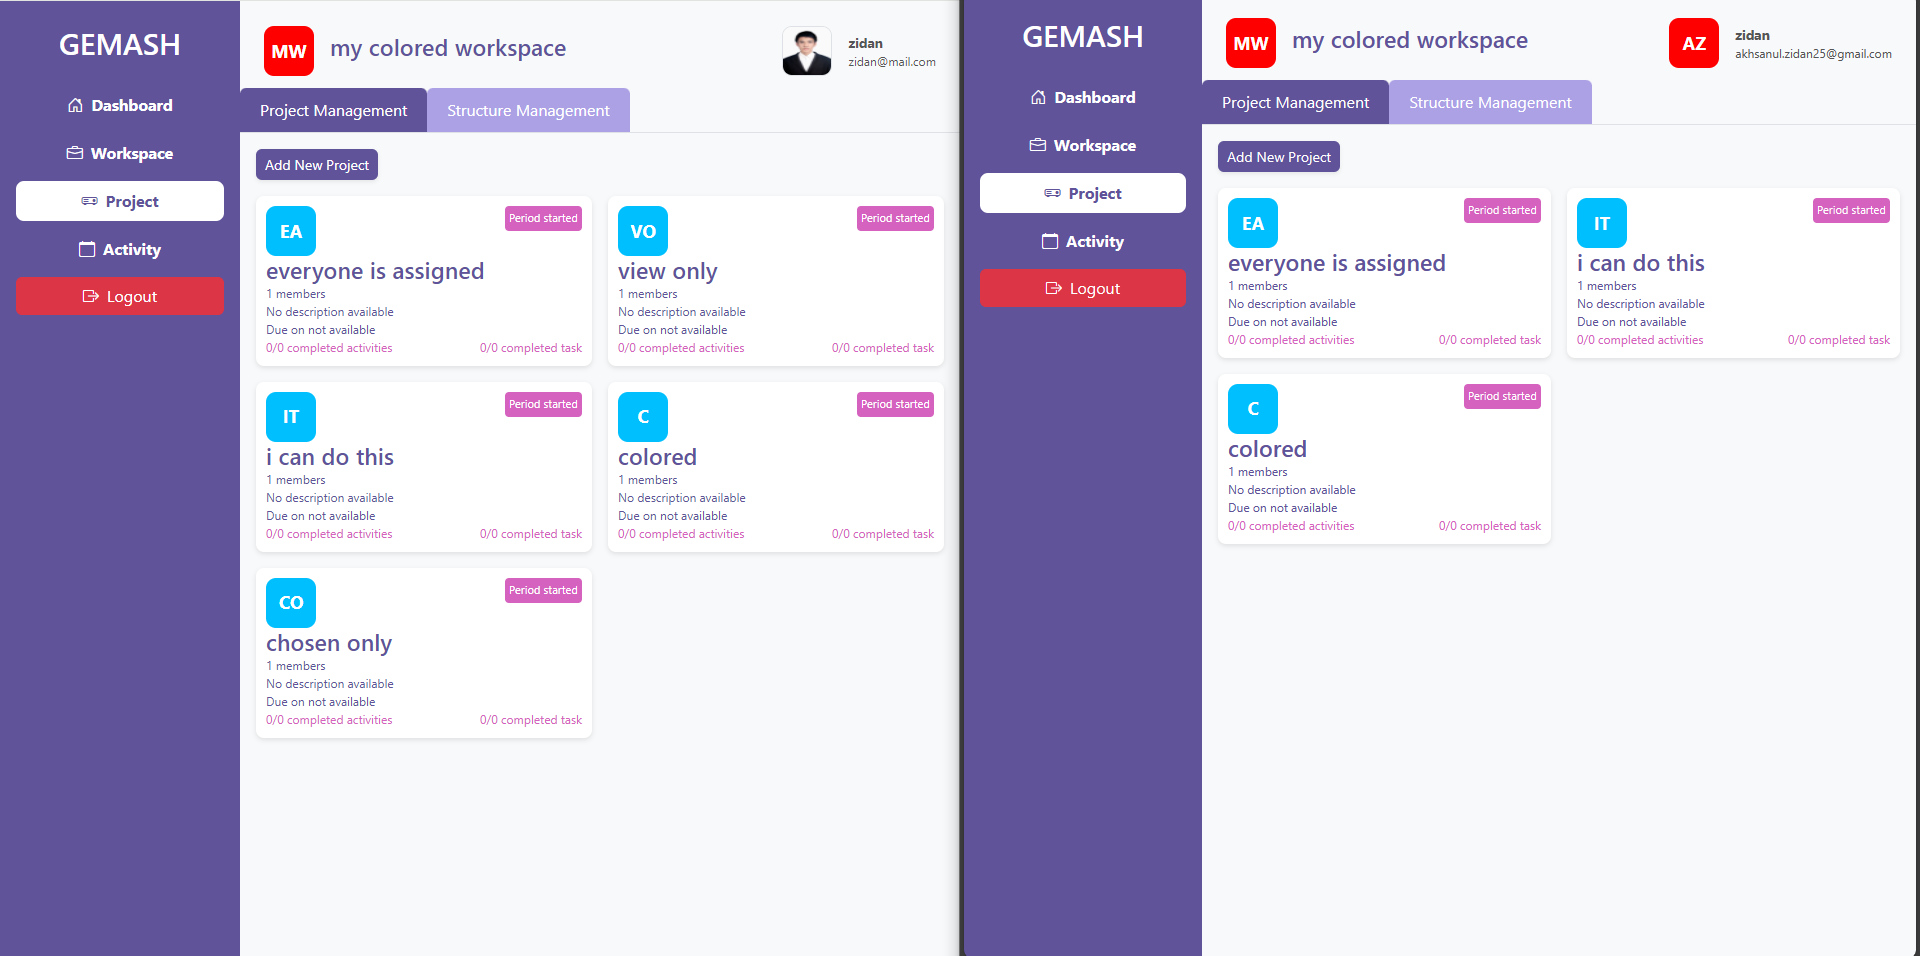 GEMASH
Dashboard
Workspace
Project
Activity
Logout
MW
my colored workspace
zidan
zidan@mail.com
Project Management
Structure Management
Add New Project
EA
Period started
everyone is assigned
1 members
No description available
Due on not available
0/0 completed activities
0/0 completed task
VO
Period started
view only
1 members
No description available
Due on not available
0/0 completed activities
0/0 completed task
IT
Period started
i can do this
1 members
No description available
Due on not available
0/0 completed activities
0/0 completed task
C
Period started
colored
1 members
No description available
Due on not available
0/0 completed activities
0/0 completed task
CO
Period started
chosen only
1 members
No description available
Due on not available
0/0 completed activities
0/0 completed task
GEMASH
Dashboard
Workspace
Project
Activity
Logout
MW
my colored workspace
AZ
zidan
akhsanul.zidan25@gmail.com
Project Management
Structure Management
Add New Project
EA
Period started
everyone is assigned
1 members
No description available
Due on not available
0/0 completed activities
0/0 completed task
IT
Period started
i can do this
1 members
No description available
Due on not available
0/0 completed activities
0/0 completed task
C
Period started
colored
1 members
No description available
Due on not available
0/0 completed activities
0/0 completed task